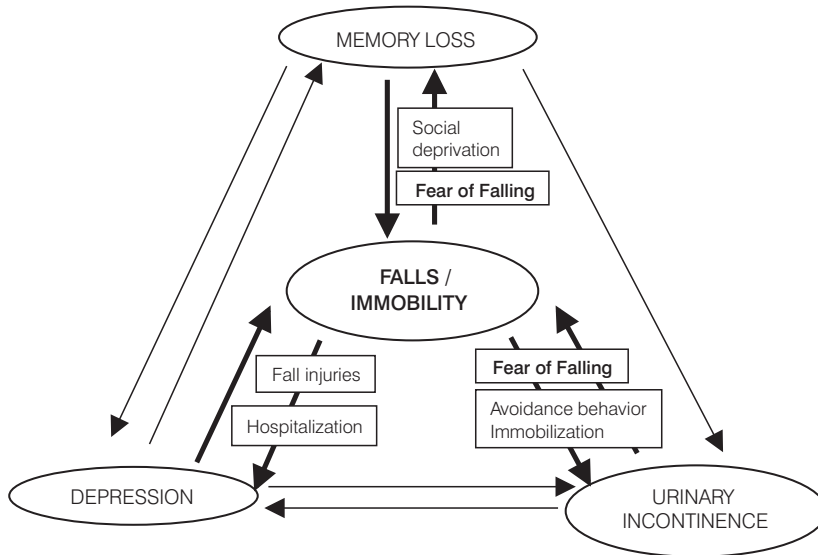 MEMORY LOSS
Social
deprivation
Fear of Falling
FALLS /
IMMOBILITY
Fall injuries
Hospitalization
Fear of Falling
Avoidance behavior
Immobilization
DEPRESSION
URINARY
INCONTINENCE